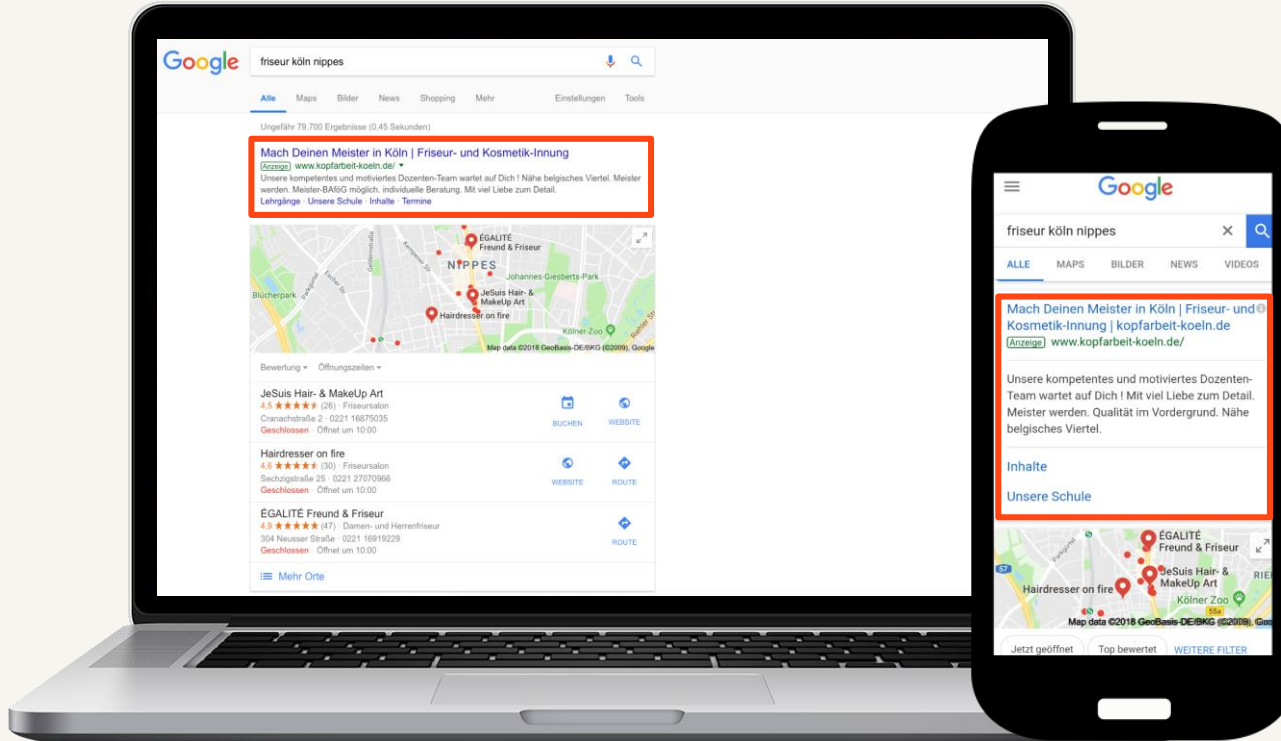 Google
friseur köln nippes
Alle Maps Bilder News Shopping Mehr Einstellungen Tools
Ungefähr 79.700 Ergebnisse (0,45 Sekunden)
Mach Deinen Meister in Köln | Friseur- und Kosmetik-Innung
Anzeige www.kopfarbeit-koeln.de/
Unsere kompetentes und motiviertes Dozenten-Team wartet auf Dich ! Nähe belgisches Viertel. Meister
werden. Meister-BAföG möglich. individuelle Beratung. Mit viel Liebe zum Detail.
Lehrgänge · Unsere Schule · Inhalte · Termine
ÉGALITÉ
Freund & Friseur
NIPPES
Johannes-Giesberts-Park
Blücherpark
JeSuis Hair- &
MakeUp Art
Hairdresser on fire
Kölner Zoo
Map data ©2018 GeoBasis-DE/BKG (©2009), Google
Bewertung Öffnungszeiten
JeSuis Hair- & MakeUp Art
4,5 (26) · Friseursalon
Cranachstraße 2 · 0221 16875035
Geschlossen · Öffnet um 10:00
BUCHEN WEBSITE
Hairdresser on fire
4,6 (30) · Friseursalon
Sechzigstraße 25 · 0221 27070966
Geschlossen · Öffnet um 10:00
WEBSITE ROUTE
ÉGALITÉ Freund & Friseur
4,9 (47) · Damen- und Herrenfriseur
304 Neusser Straße · 0221 16919229
Geschlossen · Öffnet um 10:00
ROUTE
Mehr Orte
Google
friseur köln nippes
ALLE MAPS BILDER NEWS VIDEOS
Mach Deinen Meister in Köln | Friseur- und
Kosmetik-Innung | kopfarbeit-koeln.de
Anzeige www.kopfarbeit-koeln.de/
Unsere kompetentes und motiviertes Dozenten-
Team wartet auf Dich ! Mit viel Liebe zum Detail.
Meister werden. Qualität im Vordergrund. Nähe
belgisches Viertel.
Inhalte
Unsere Schule
ÉGALITÉ
Freund & Friseur
Parkgürtel
57
JeSuis Hair- &
MakeUp Art
Hairdresser on fire
Kölner Zoo
55a
Map data ©2018 GeoBasis-DE/BKG (©2009), Goo
Jetzt geöffnet Top bewertet WEITERE FILTER